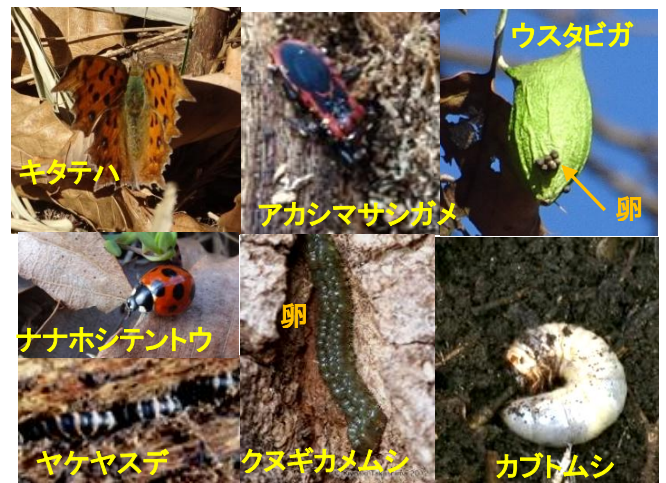 キタテハ
アカシマサシガメ
ウスタビガ
卵
ナナホシテントウ
卵
ヤケヤスデ
クヌギカメムシ
カブトムシ